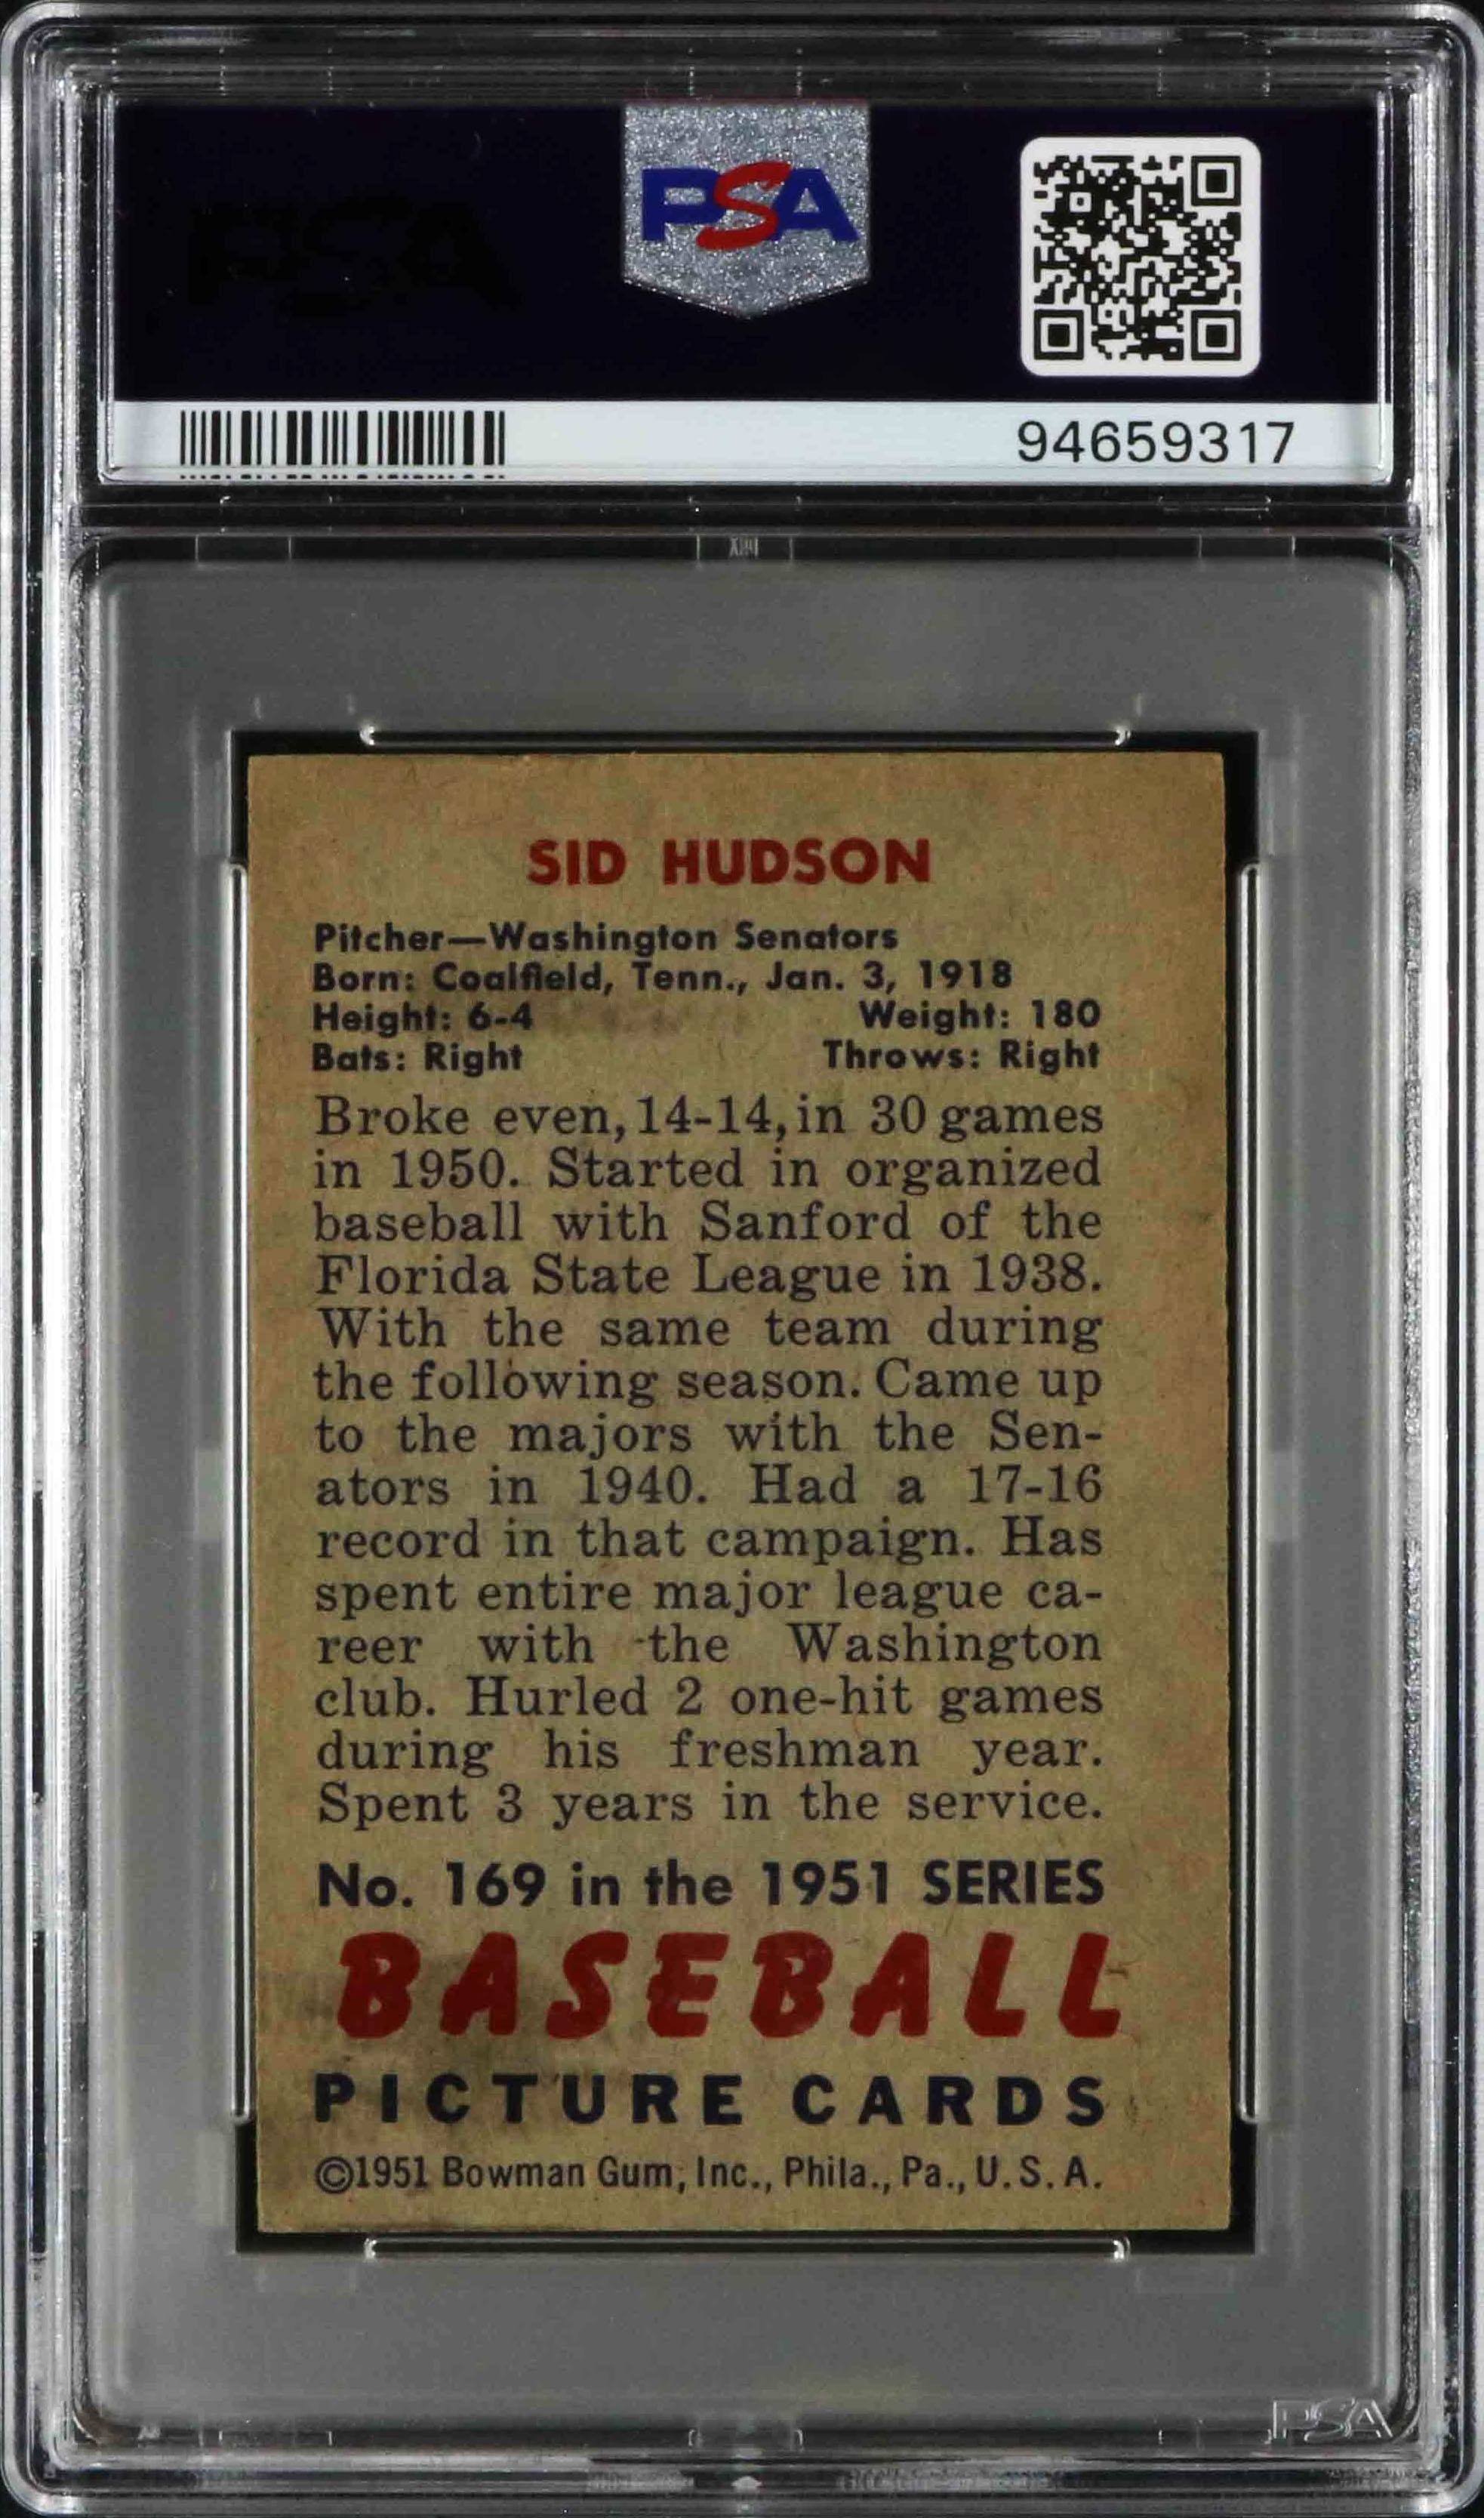 PSA
94659317
SID HUDSON
Pitcher—Washington Senators
Born: Coalfield, Tenn., Jan. 3, 1918
Height: 6-4 Weight: 180
Bats: Right Throws: Right
Broke even, 14-14, in 30 games
in 1950. Started in organized
baseball with Sanford of the
Florida State League in 1938.
With the same team during
the following season. Came up
to the majors with the Sen-
ators in 1940. Had a 17-16
record in that campaign. Has
spent entire major league ca-
reer with the Washington
club. Hurled 2 one-hit games
during his freshman year.
Spent 3 years in the service.
No. 169 in the 1951 SERIES
BASEBALL
PICTURE CARDS
©1951 Bowman Gum, Inc., Phila., Pa., U. S. A.
PSA